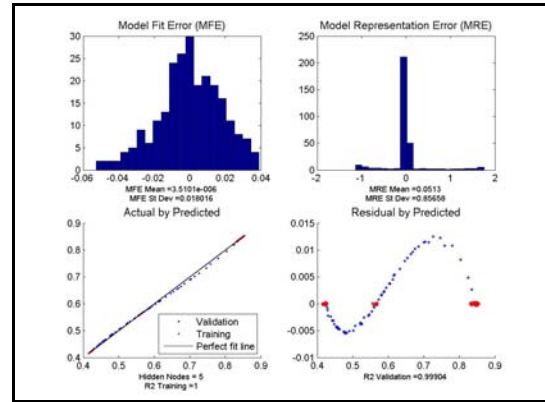 Model Fit Error (MFE)
30
25
20
15
10
5
0
-0.06 -0.04 -0.02 0 0.02 0.04
MFE Mean =3.5101e-006
MFE St Dev =0.018016
Model Representation Error (MRE)
250
200
150
100
50
0
-2 -1 0 1 2
MRE Mean =0.0513
MRE St Dev =0.85658
Actual by Predicted
0.9
0.8
0.7
0.6
0.5
0.4
0.4 0.5 0.6 0.7 0.8 0.9
Validation
Training
Perfect fit line
Hidden Nodes = 5
R2 Training =1
Residual by Predicted
0.015
0.01
0.005
0
-0.005
-0.01
0.4 0.5 0.6 0.7 0.8 0.9
R2 Validation =0.99904